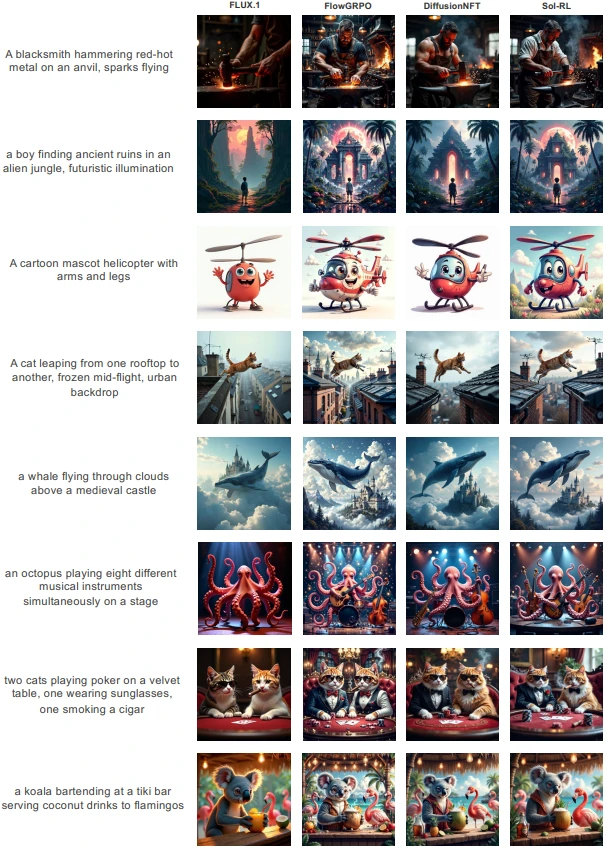 FLUX.1 FlowGRPO DiffusionNFT Sol-RL
A blacksmith hammering red-hot
metal on an anvil, sparks flying
a boy finding ancient ruins in an
alien jungle, futuristic illumination
A cartoon mascot helicopter with
arms and legs
A cat leaping from one rooftop to
another, frozen mid-flight, urban
backdrop
a whale flying through clouds
above a medieval castle
an octopus playing eight different
musical instruments
simultaneously on a stage
two cats playing poker on a velvet
table, one wearing sunglasses,
one smoking a cigar
a koala bartending at a tiki bar
serving coconut drinks to flamingos